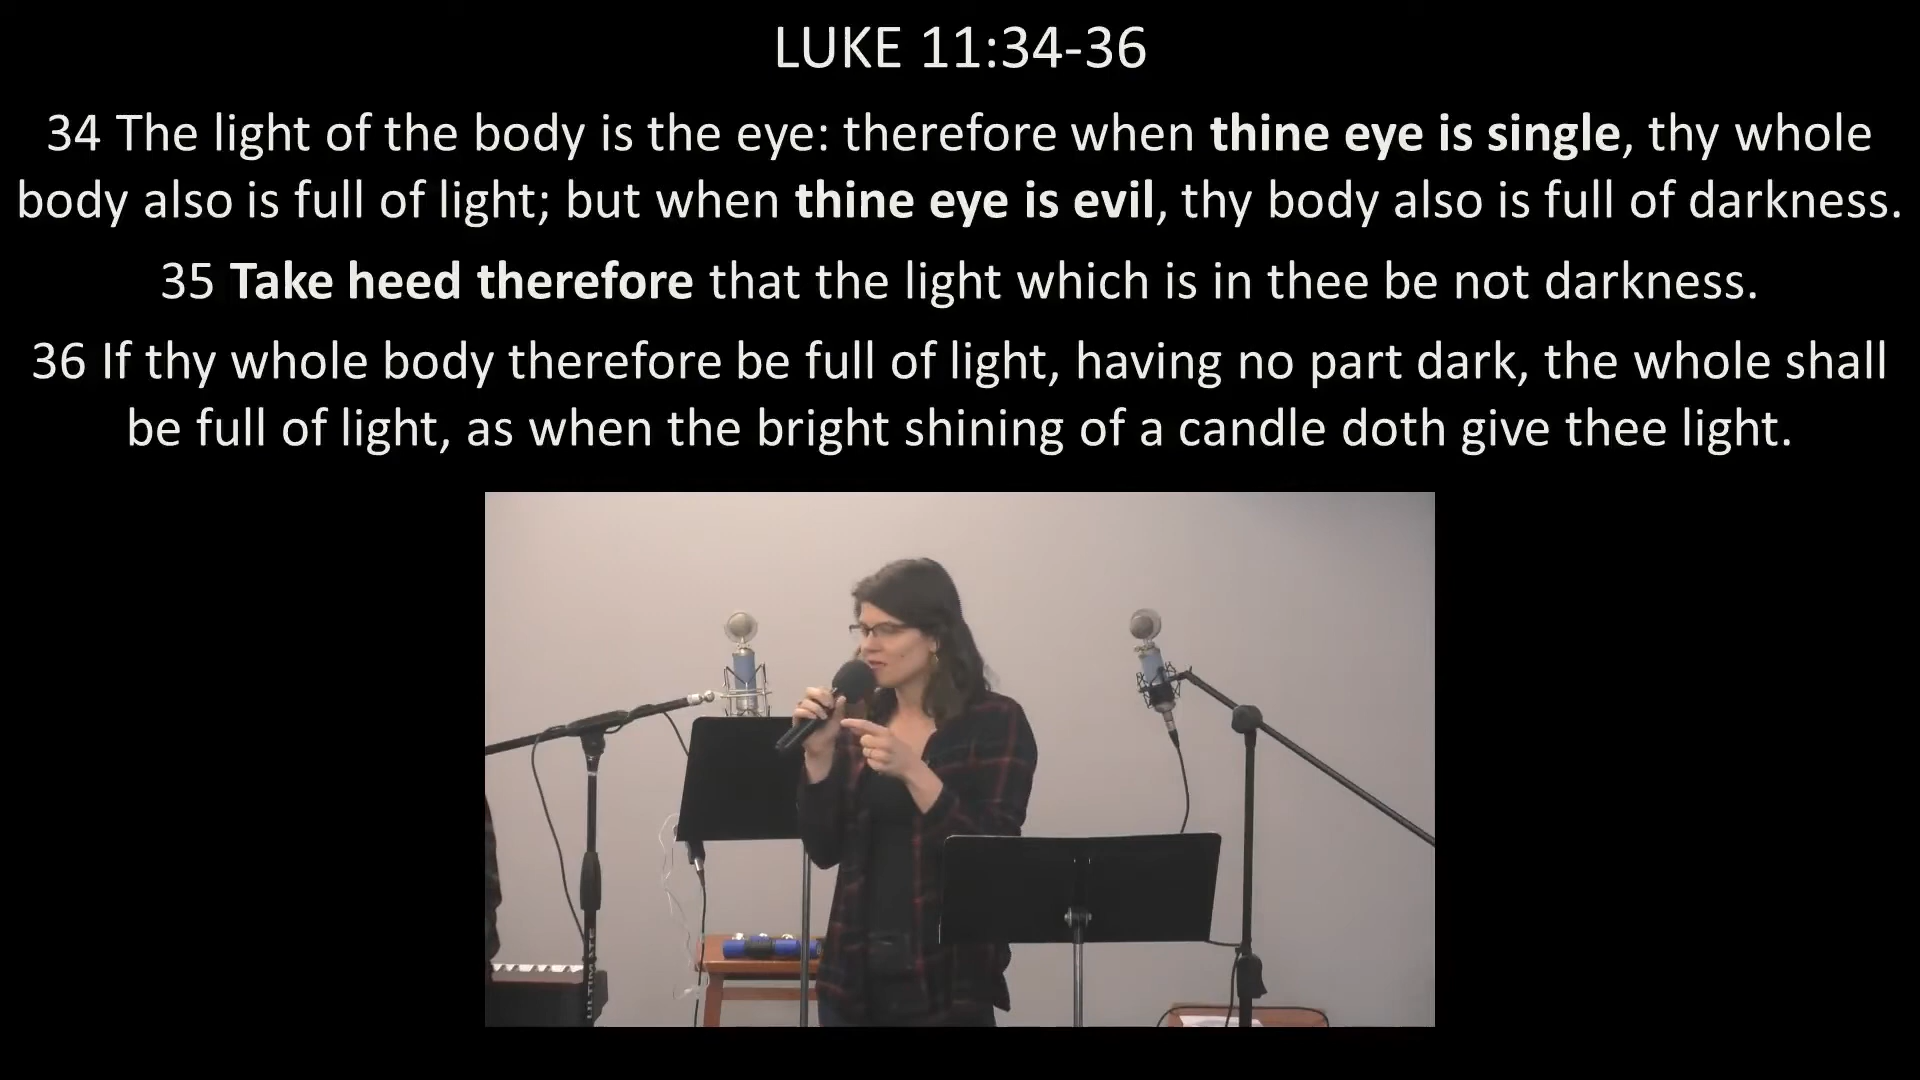 LUKE 11:34-36
34 The light of the body is the eye: therefore when thine eye is single, thy whole
body also is full of light; but when thine eye is evil, thy body also is full of darkness.
35 Take heed therefore that the light which is in thee be not darkness.
36 If thy whole body therefore be full of light, having no part dark, the whole shall
be full of light, as when the bright shining of a candle doth give thee light.
ULTIMATE